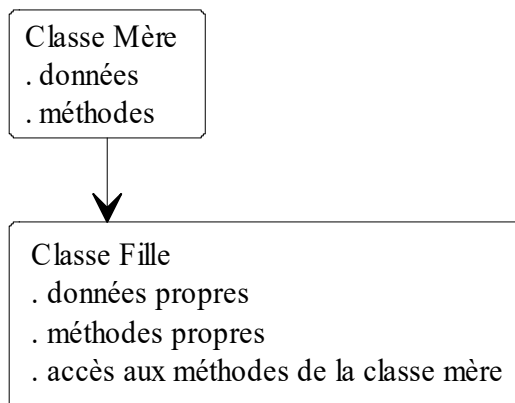 Classe Mère
. données
. méthodes
Classe Fille
. données propres
. méthodes propres
. accès aux méthodes de la classe mère